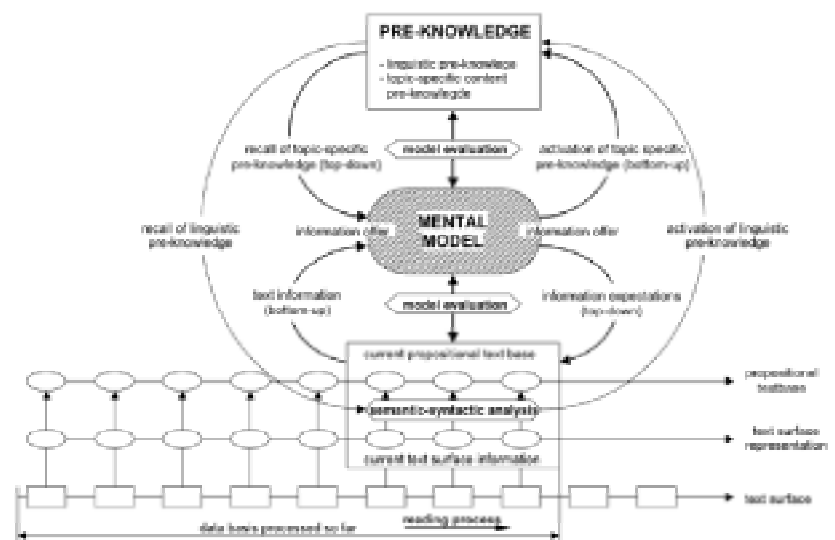 PRE-KNOWLEDGE
- linguistic pre-knowlege
- topic-specific content
pre-knowlegde
recall of topic-specific
pre-knowledge (top-down)
model evaluation
activation of topic specific
pre-knowledge (bottom-up)
recall of linguistic
pre-knowledge
information offer
MENTAL
MODEL
information offer
activation of linguistic
pre-knowledge
text information
(bottom-up)
model evaluation
information expectations
(top-down)
current propositional text base
propositional
textbase
semantic-syntactic analysis
text surface
representation
current text surface information
text surface
data basis processed so far
reading process